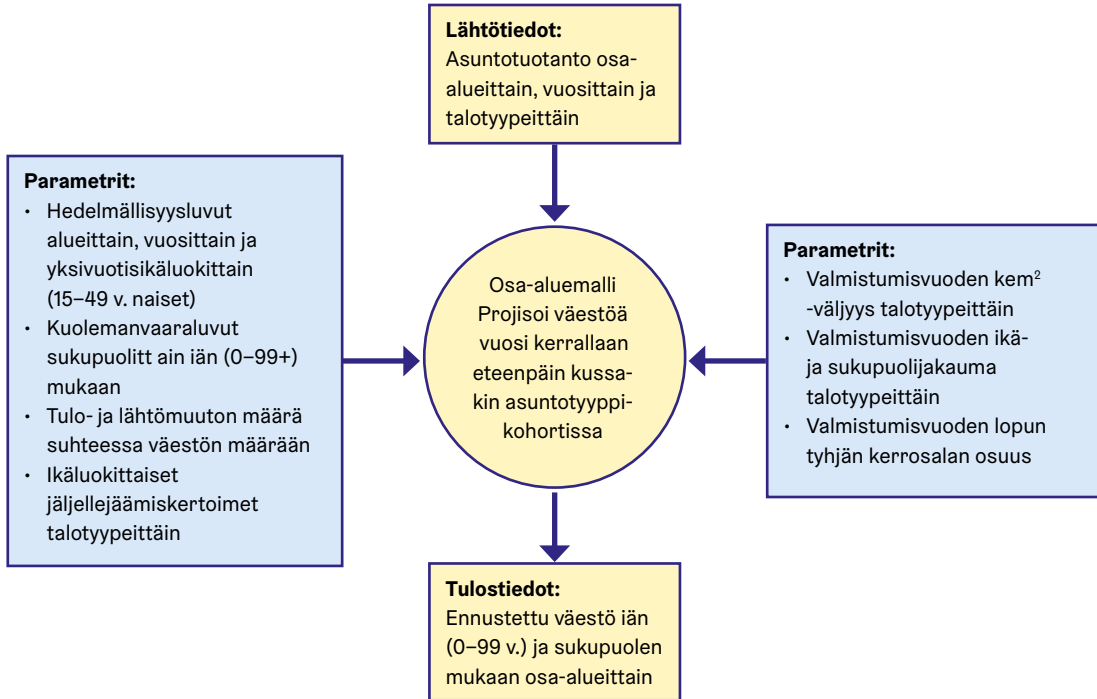 Lähtötiedot:
Asuntotuotanto osa-
alueittain, vuosittain ja
talotyypeittäin
Parametrit:
• Hedelmällisyysluvut
alueittain, vuosittain ja
yksivuotisikäluokittain
(15–49 v. naiset)
• Kuolemanvaaraluvut
sukupuolitt ain iän (0–99+)
mukaan
• Tulo- ja lähtömuuton määrä
suhteessa väestön määrään
• Ikäluokittaiset
jäljellejäämiskertoimet
talotyypeittäin
Osa-aluemalli
Projisoi väestöä
vuosi kerrallaan
eteenpäin kussa-
kin asuntotyyppi-
kohortissa
Parametrit:
• Valmistumisvuoden kem²
-väljyys talotyypeittäin
• Valmistumisvuoden ikä-
ja sukupuolijakauma
talotyypeittäin
• Valmistumisvuoden lopun
tyhjän kerrosalan osuus
Tulostiedot:
Ennustettu väestö iän
(0–99 v.) ja sukupuolen
mukaan osa-alueittain